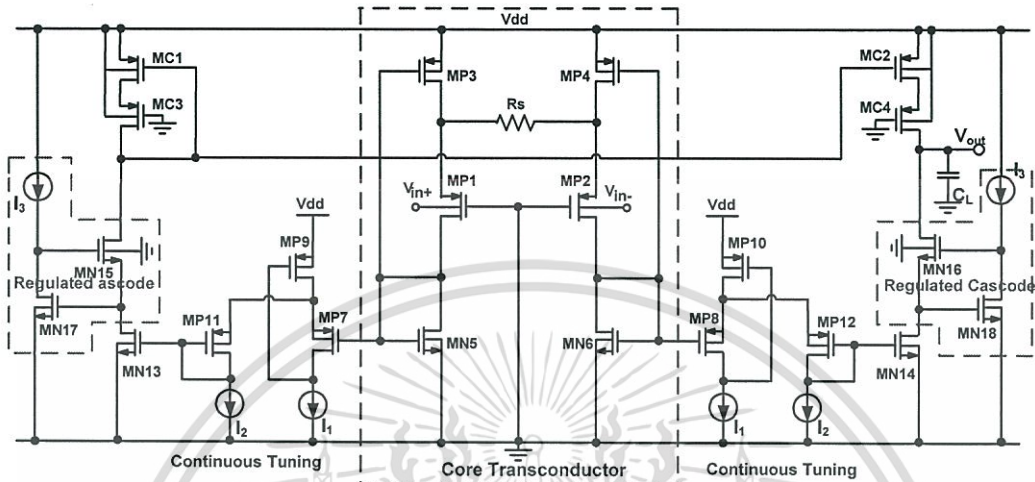 Vdd
MC1
MC3
MP3
MP4
MC2
MC4
Rs
Vout
I3
CL
I3
MP1
MP2
Vin+
Vin-
Vdd
Vdd
MP9
MP10
MN15
Regulated ascode
MN16
Regulated Cascode
MN17
MP11
MP7
MN5
MN6
MP8
MP12
MN18
MN13
MN14
I2
I1
I1
I2
Continuous Tuning
Core Transconductor
Continuous Tuning